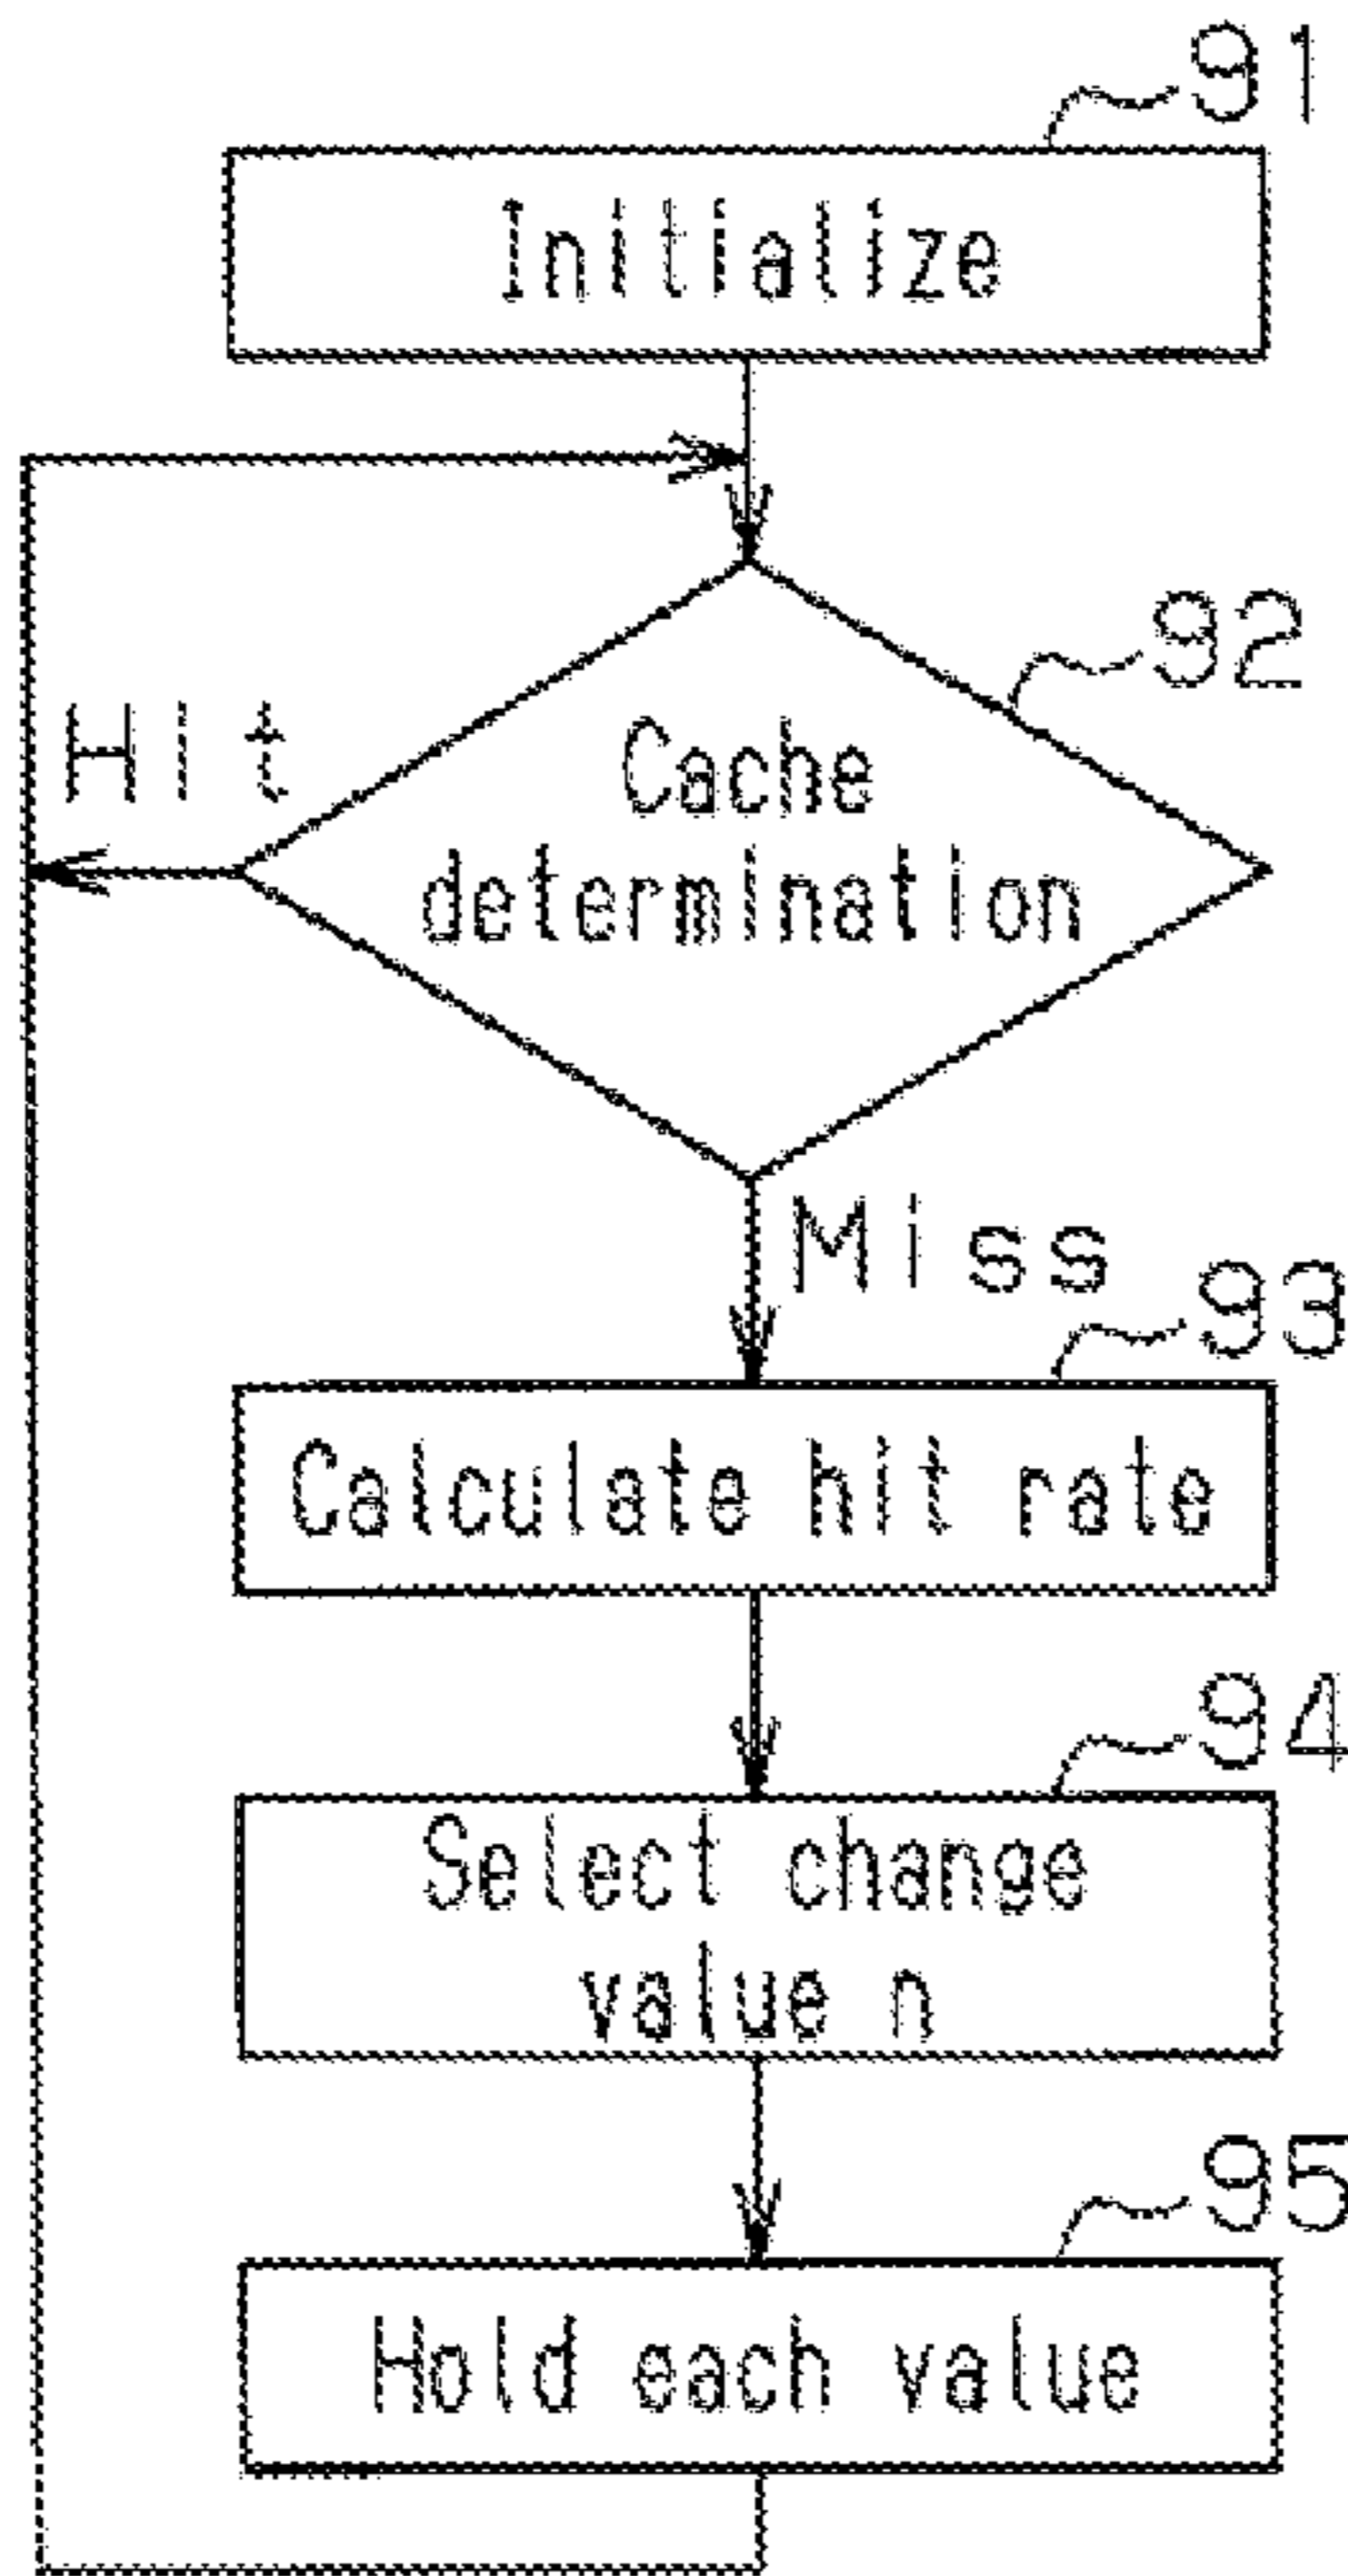 91
Initialize
92
Hit
Cache
determination
Miss
93
Calculate hit rate
94
Select change
value n
95
Hold each value